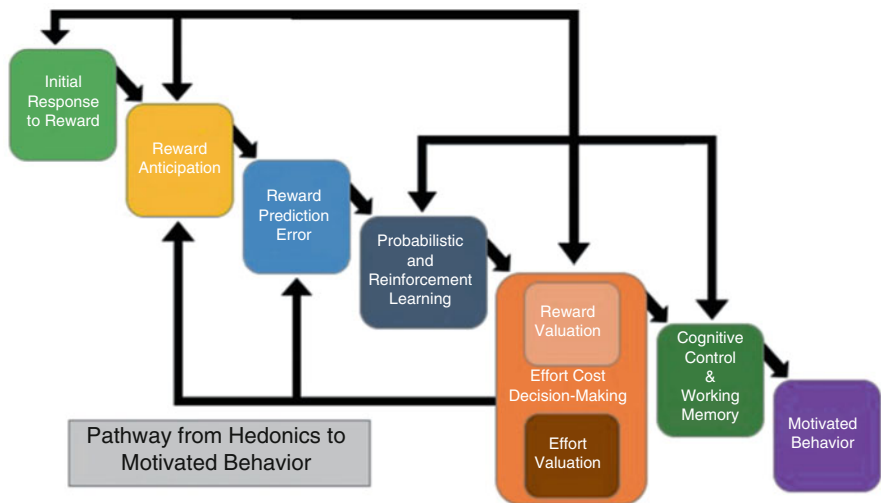 Initial
Response
to Reward
Reward
Anticipation
Reward
Prediction
Error
Probabilistic
and
Reinforcement
Learning
Reward
Valuation
Effort Cost
Decision-Making
Effort
Valuation
Cognitive
Control
&
Working
Memory
Motivated
Behavior
Pathway from Hedonics to
Motivated Behavior